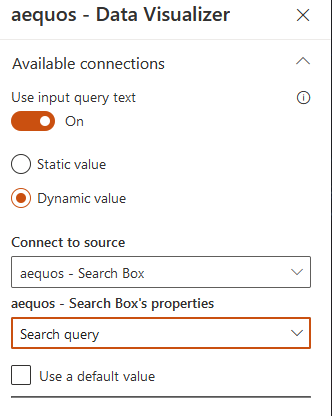 aequos - Data Visualizer
Available connections
Use input query text
On
Static value
Dynamic value
Connect to source
aequos - Search Box
aequos - Search Box's properties
Search query
Use a default value